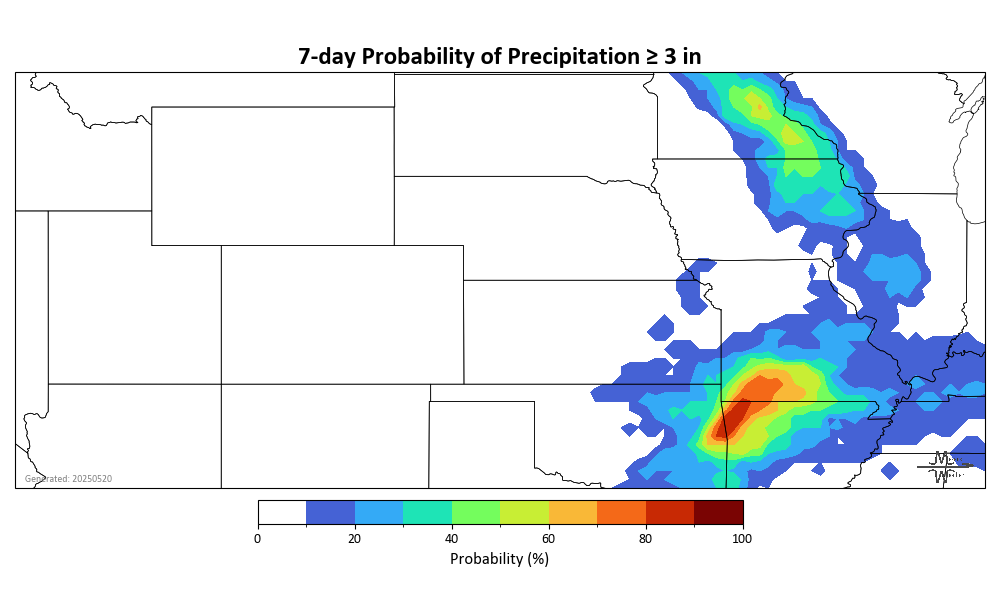 7-day Probability of Precipitation ≥ 3 in
Generated: 20250520
0 20 40 60 80 100
Probability (%)